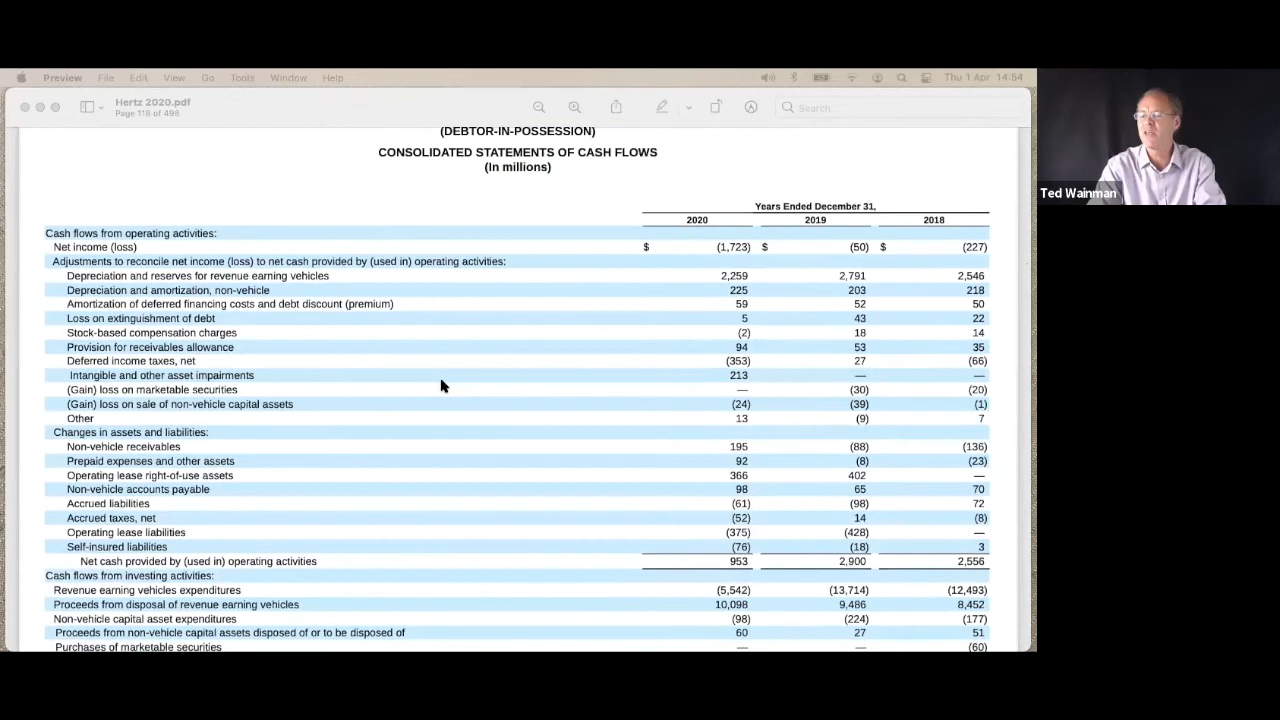 Preview File Edit View Go Tools Window Help Thu 1 Apr 14:54
Hertz 2020.pdf
Page 118 of 498
Search
Ted Wainman
(DEBTOR-IN-POSSESSION)
CONSOLIDATED STATEMENTS OF CASH FLOWS
(In millions)
Years Ended December 31,
2020 2019 2018
Cash flows from operating activities:
Net income (loss) $ (1,723) $ (50) $ (227)
Adjustments to reconcile net income (loss) to net cash provided by (used in) operating activities:
Depreciation and reserves for revenue earning vehicles 2,259 2,791 2,546
Depreciation and amortization, non-vehicle 225 203 218
Amortization of deferred financing costs and debt discount (premium) 59 52 50
Loss on extinguishment of debt 5 43 22
Stock-based compensation charges (2) 18 14
Provision for receivables allowance 94 53 35
Deferred income taxes, net (353) 27 (66)
Intangible and other asset impairments 213 — —
(Gain) loss on marketable securities — (30) (20)
(Gain) loss on sale of non-vehicle capital assets (24) (39) (1)
Other 13 (9) 7
Changes in assets and liabilities:
Non-vehicle receivables 195 (88) (136)
Prepaid expenses and other assets 92 (8) (23)
Operating lease right-of-use assets 366 402 —
Non-vehicle accounts payable 98 65 70
Accrued liabilities (61) (98) 72
Accrued taxes, net (52) 14 (8)
Operating lease liabilities (375) (428) —
Self-insured liabilities (76) (18) 3
Net cash provided by (used in) operating activities 953 2,900 2,556
Cash flows from investing activities:
Revenue earning vehicles expenditures (5,542) (13,714) (12,493)
Proceeds from disposal of revenue earning vehicles 10,098 9,486 8,452
Non-vehicle capital asset expenditures (98) (224) (177)
Proceeds from non-vehicle capital assets disposed of or to be disposed of 60 27 51
Purchases of marketable securities — — (60)